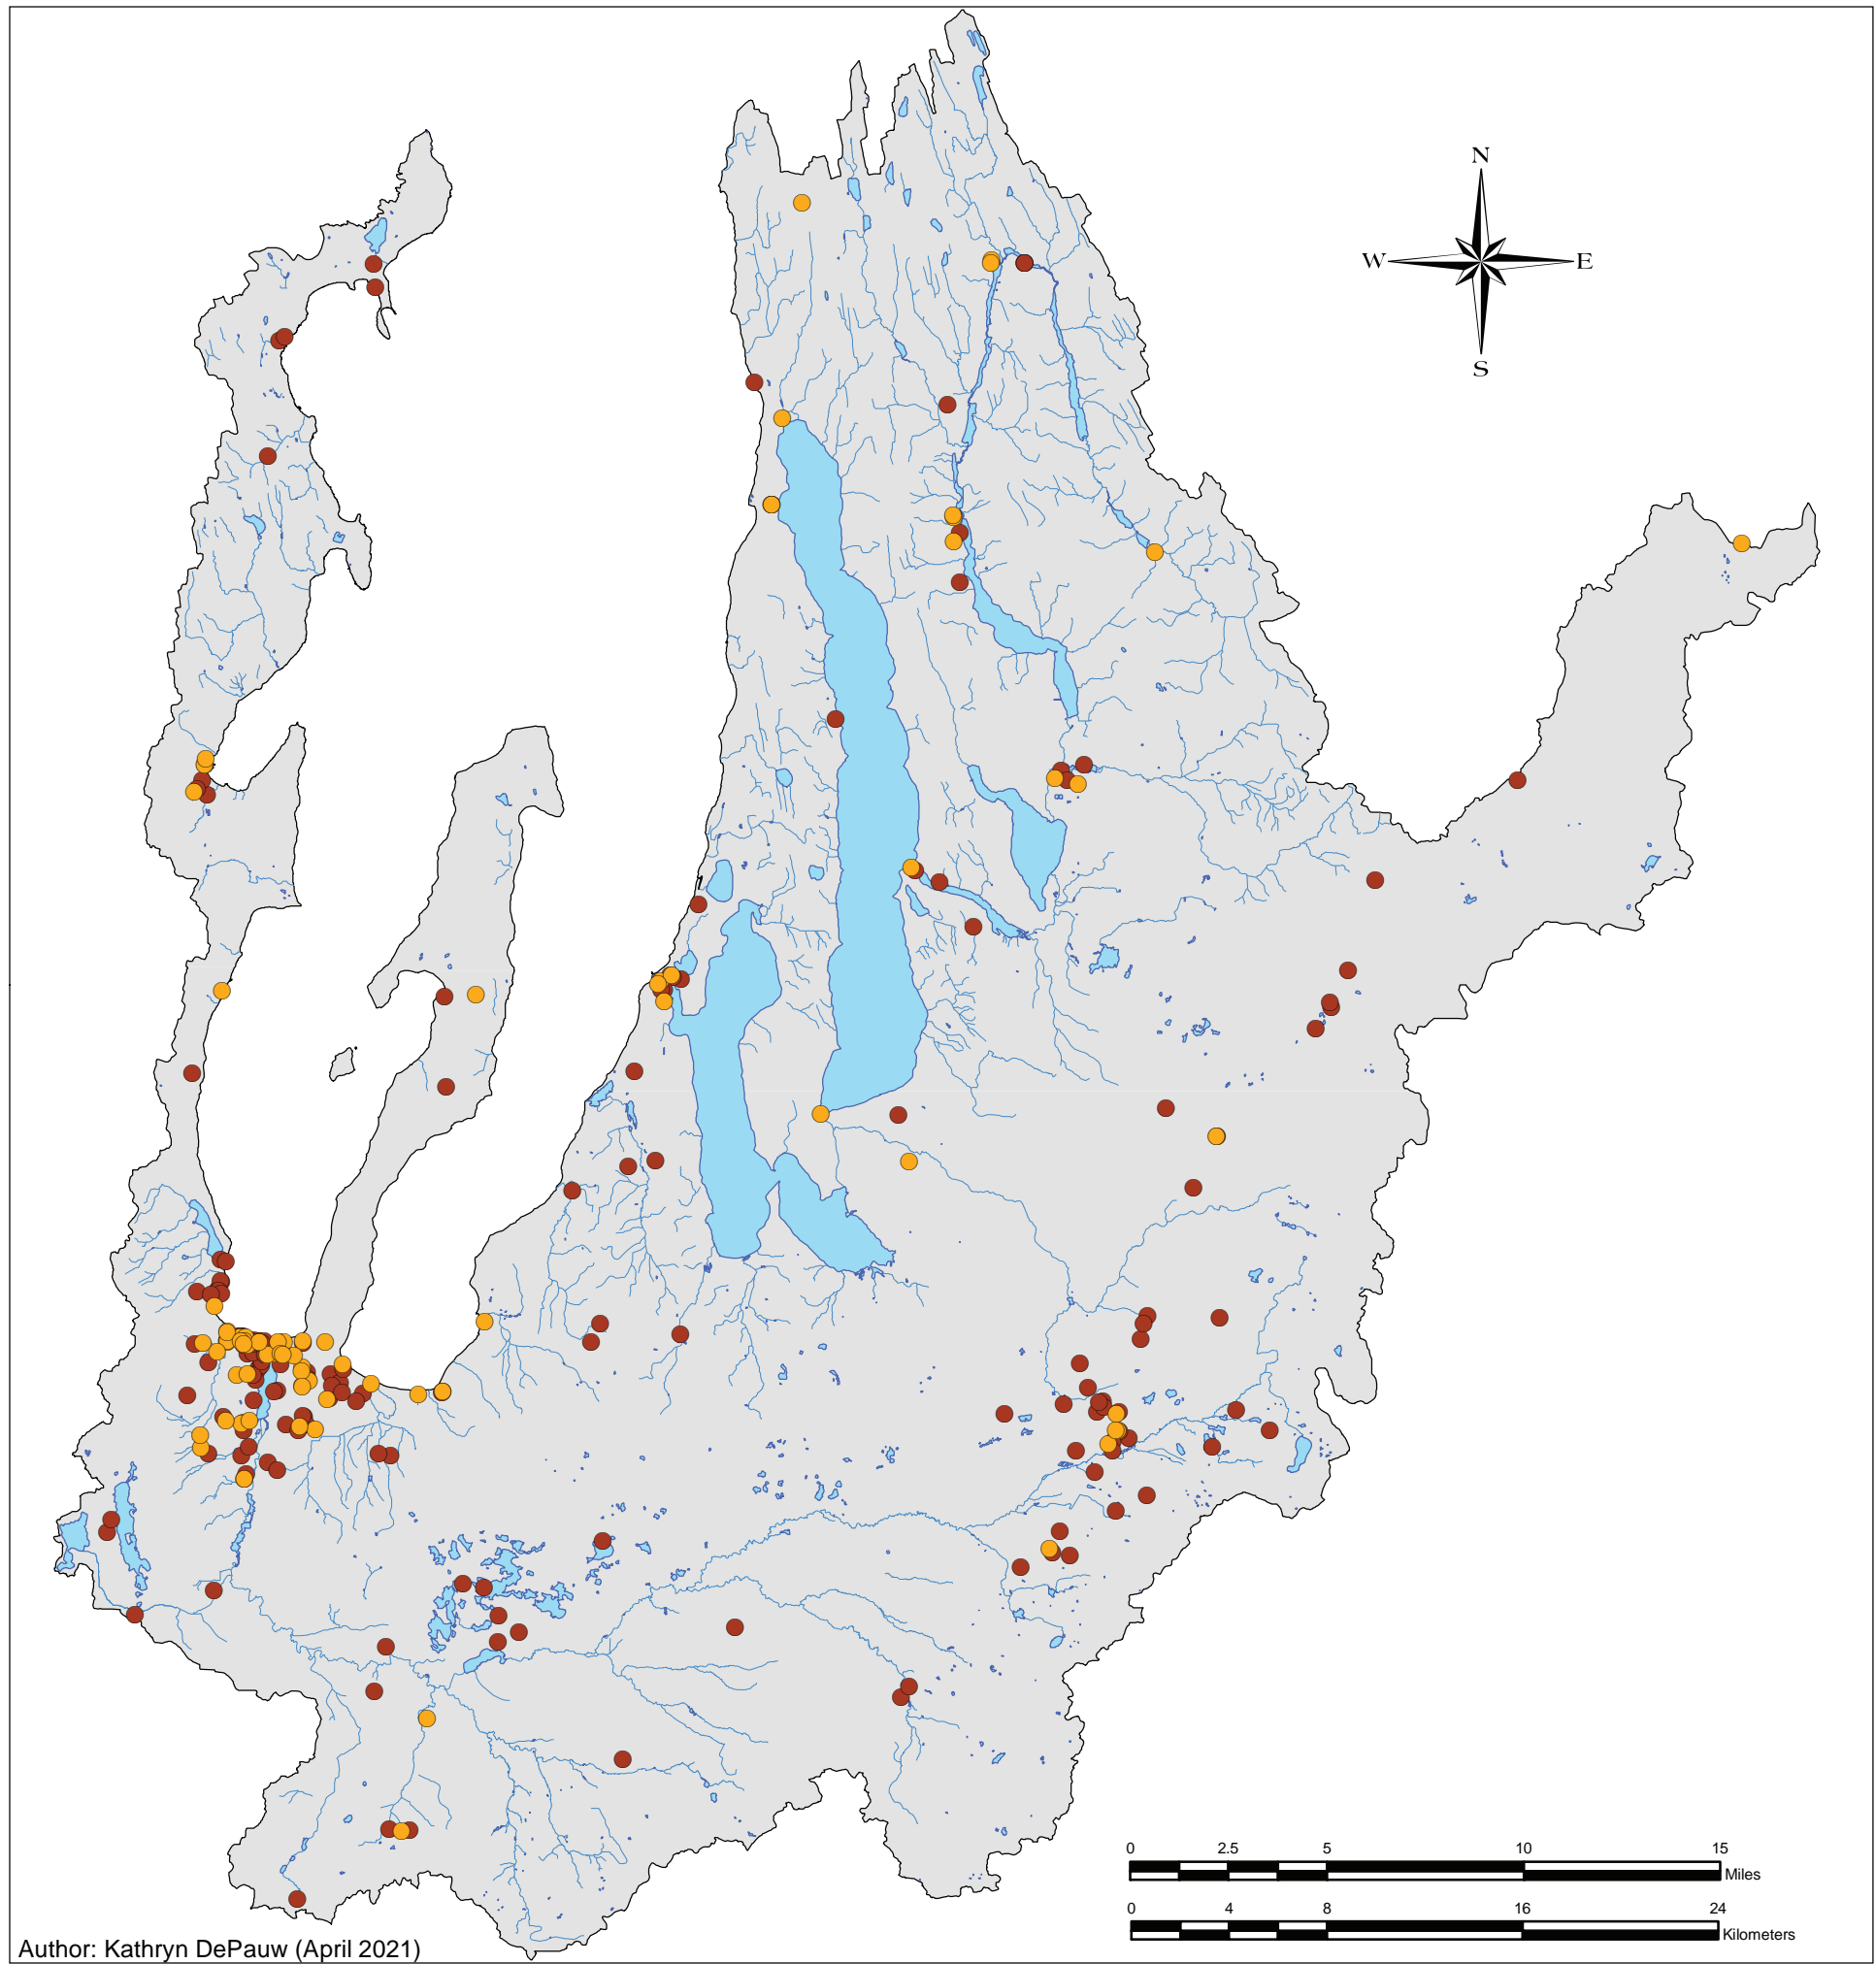 N
W E
S
0 2.5 5 10 15
Miles
0 4 8 16 24
Kilometers
Author: Kathryn DePauw (April 2021)